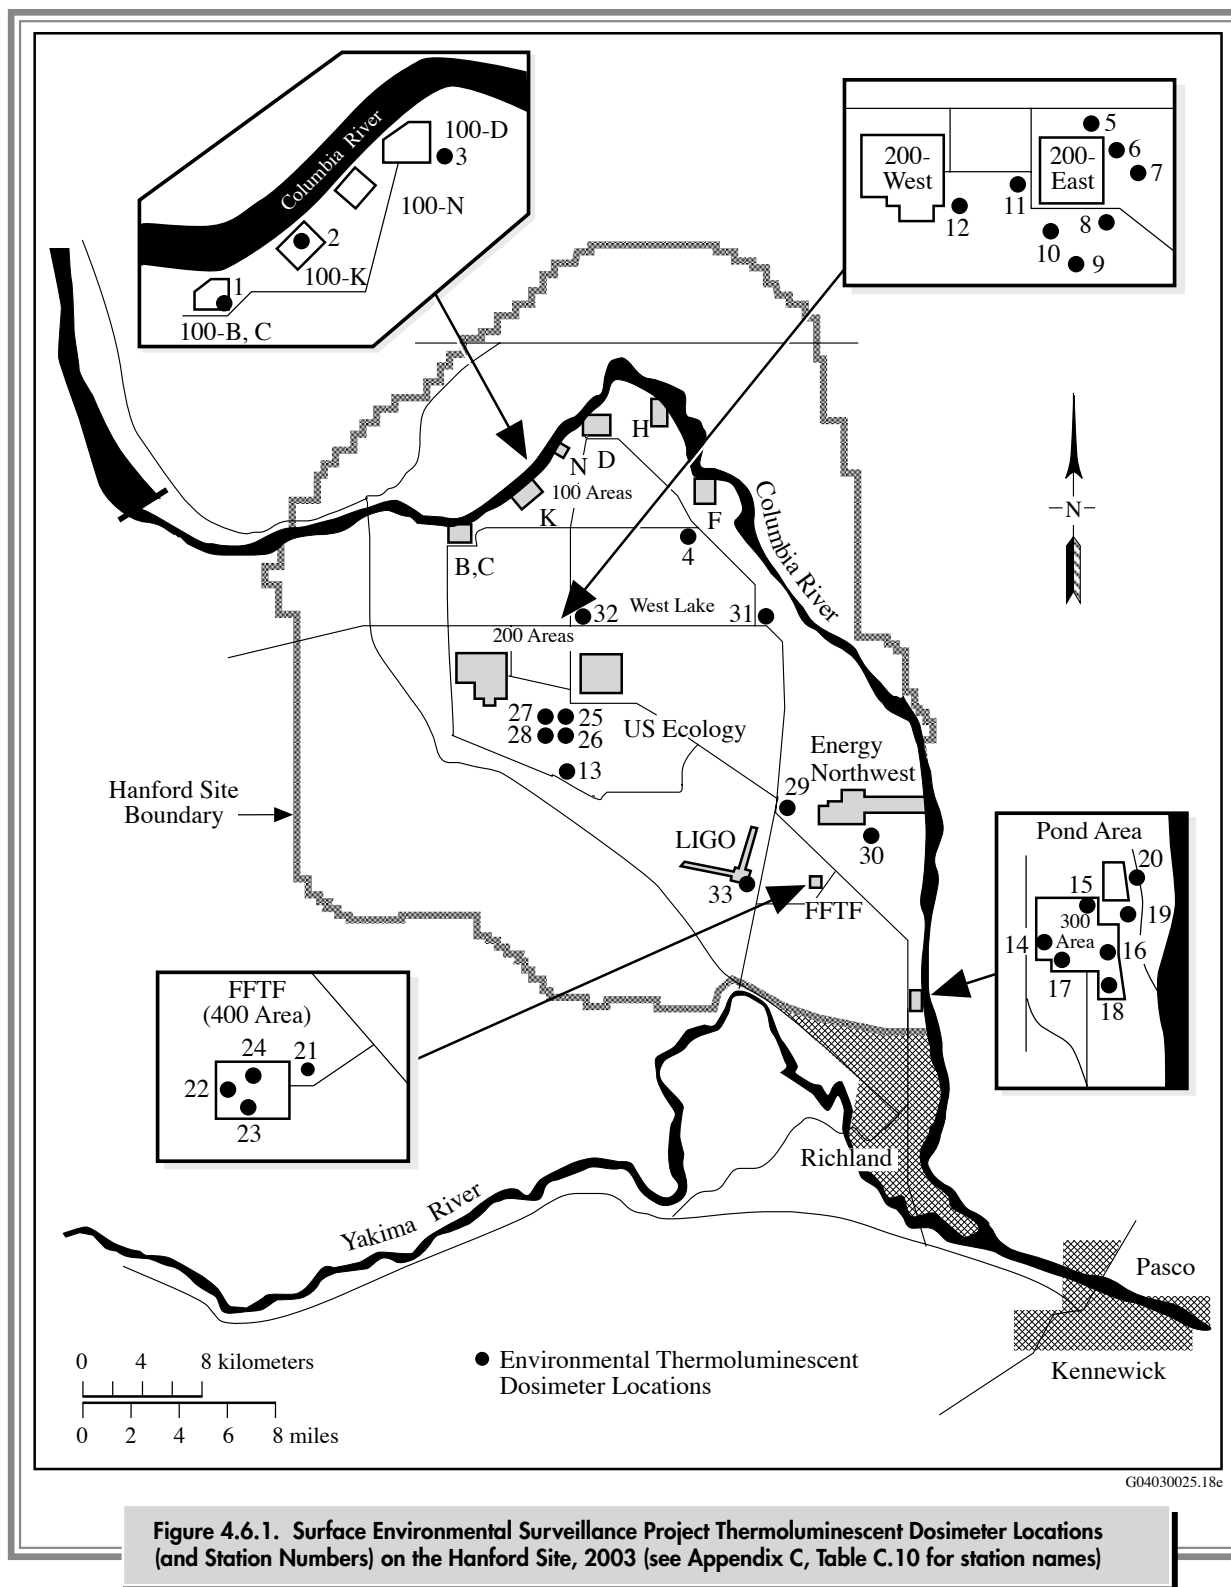 Columbia River
100-D
3
100-N
2
100-K
1
100-B, C
200-
West
200-
East
5
6
7
8
9
10
11
12
H
N
D
100 Areas
K
F
B,C
4
Columbia River
N
32
West Lake
31
200 Areas
27
25
28
26
13
US Ecology
Energy
Northwest
29
30
Hanford Site
Boundary
LIGO
33
FFTF
Pond Area
20
15
19
300
Area
14
16
17
18
FFTF
(400 Area)
24
21
22
23
Richland
Yakima River
Pasco
Kennewick
0 4 8 kilometers
0 2 4 6 8 miles
Environmental Thermoluminescent
Dosimeter Locations
G04030025.18e
Figure 4.6.1. Surface Environmental Surveillance Project Thermoluminescent Dosimeter Locations
(and Station Numbers) on the Hanford Site, 2003 (see Appendix C, Table C.10 for station names)